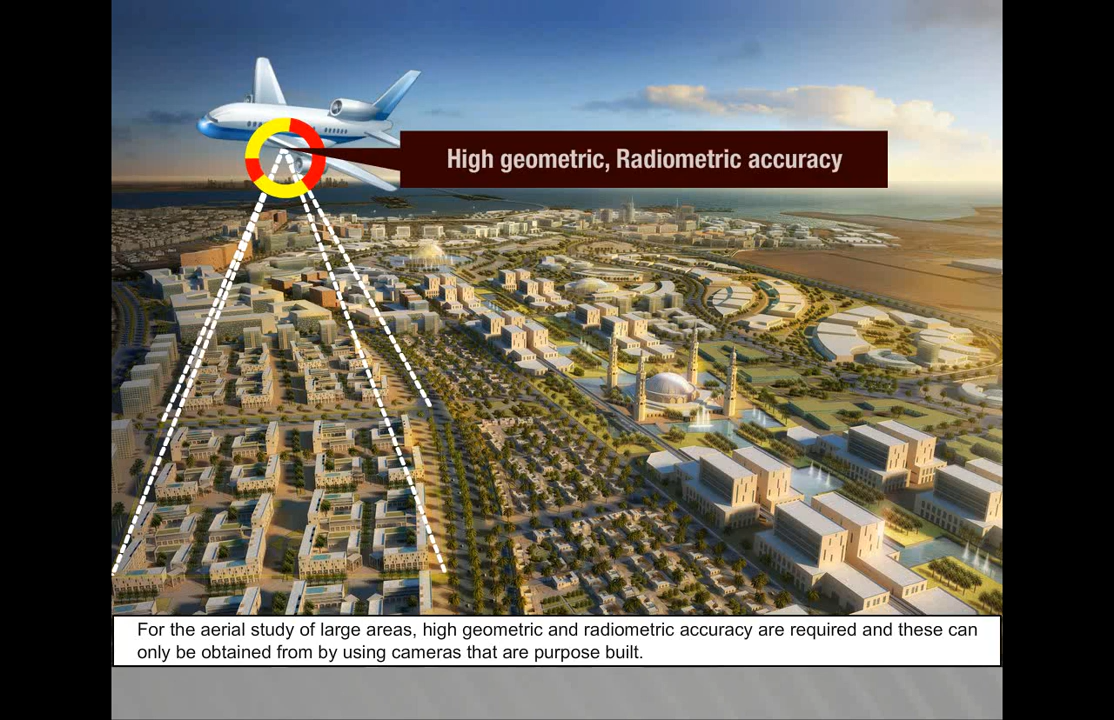 High geometric, Radiometric accuracy
For the aerial study of large areas, high geometric and radiometric accuracy are required and these can
only be obtained from by using cameras that are purpose built.